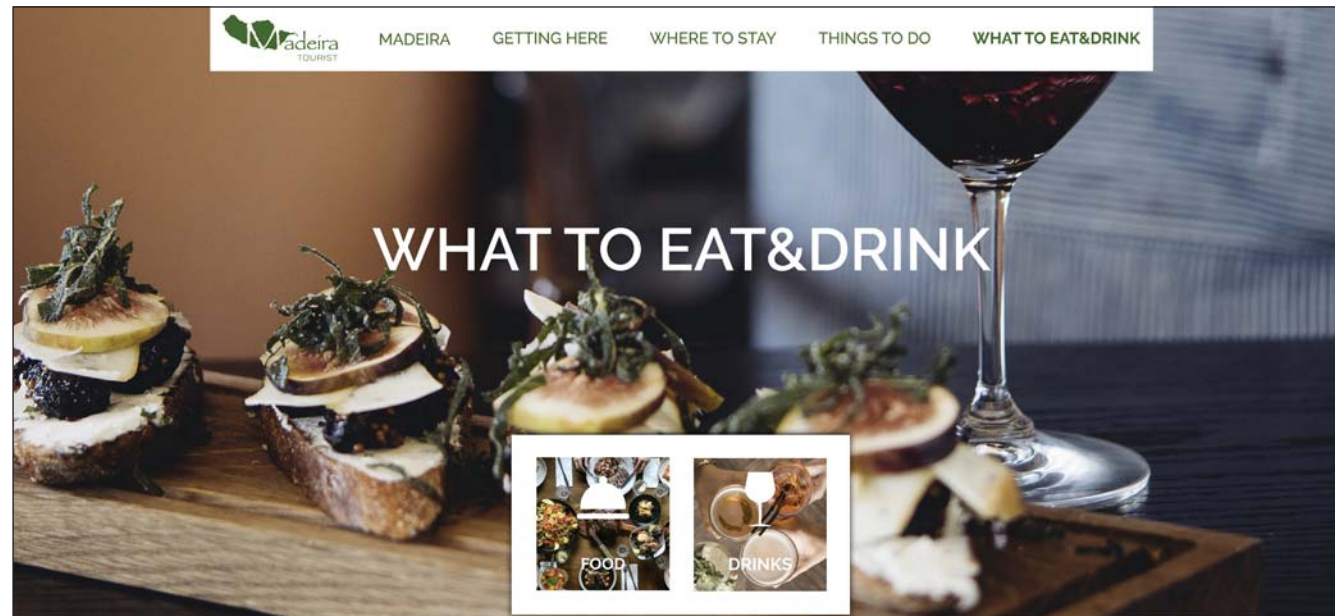 Madeira
TOURIST
MADEIRA
GETTING HERE
WHERE TO STAY
THINGS TO DO
WHAT TO EAT&DRINK
WHAT TO EAT&DRINK
FOOD
DRINKS